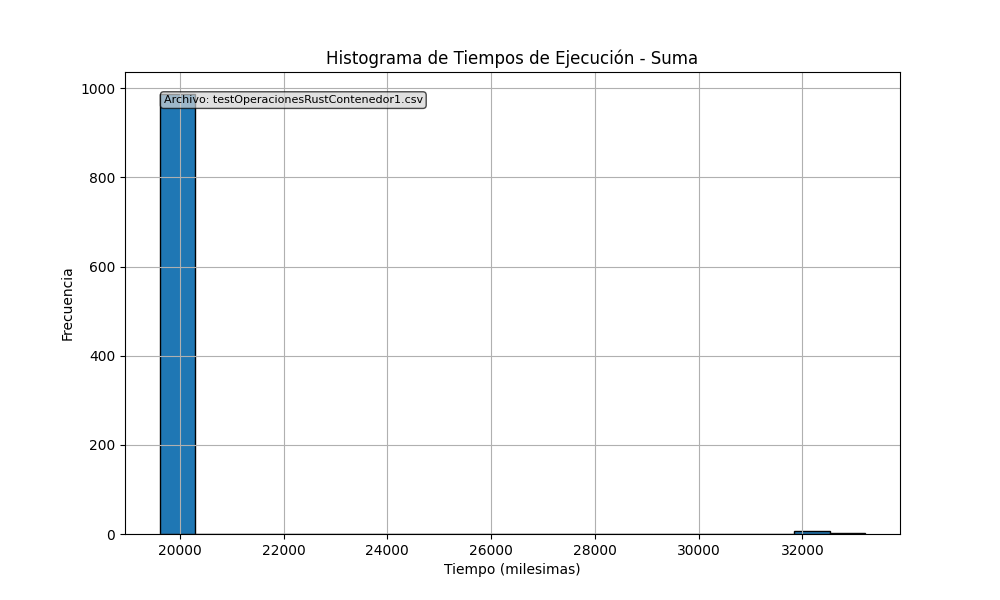 Histograma de Tiempos de Ejecución - Suma
Archivo: testOperacionesRustContenedor1.csv
1000
800
600
400
200
0
Frecuencia
20000 22000 24000 26000 28000 30000 32000
Tiempo (milesimas)